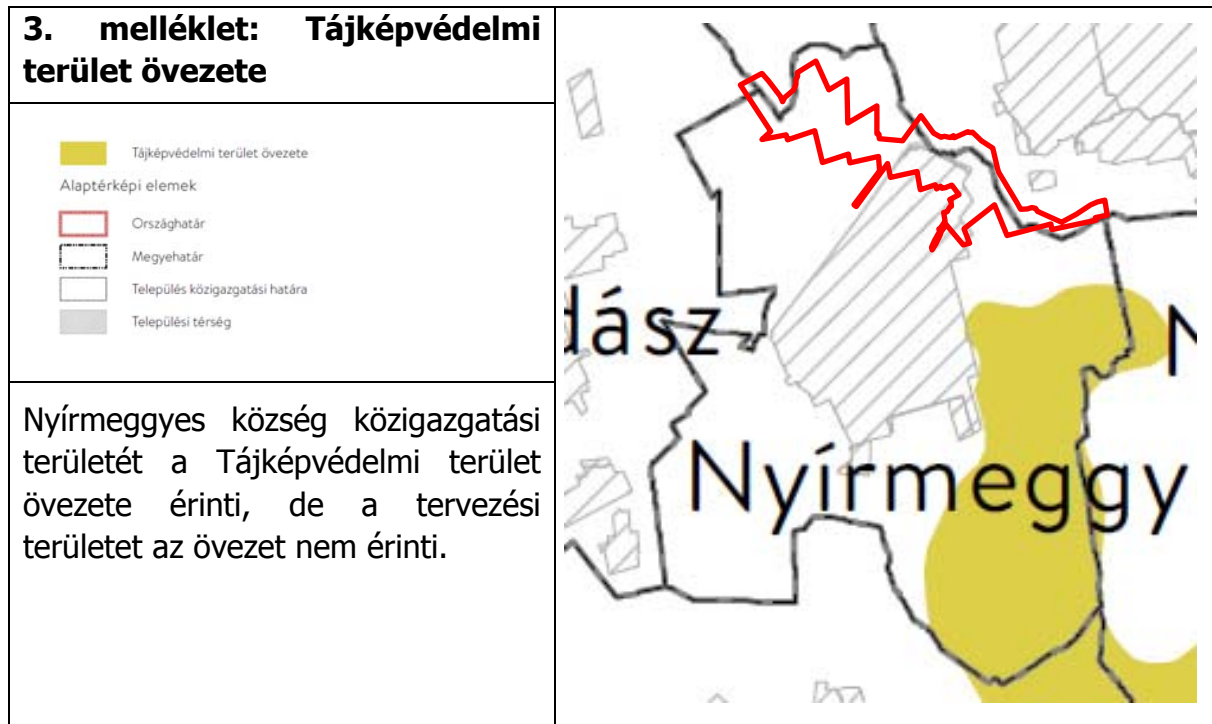 3. melléklet: Tájképvédelmi
terület övezete
Tájképvédelmi terület övezete
Alaptérképi elemek
Országhatár
Megyehatár
Település közigazgatási határa
Települési térség
Nyírmeggyes község közigazgatási
területét a Tájképvédelmi terület
övezete érinti, de a tervezési
területet az övezet nem érinti.
dász
N
Nyírmeggy